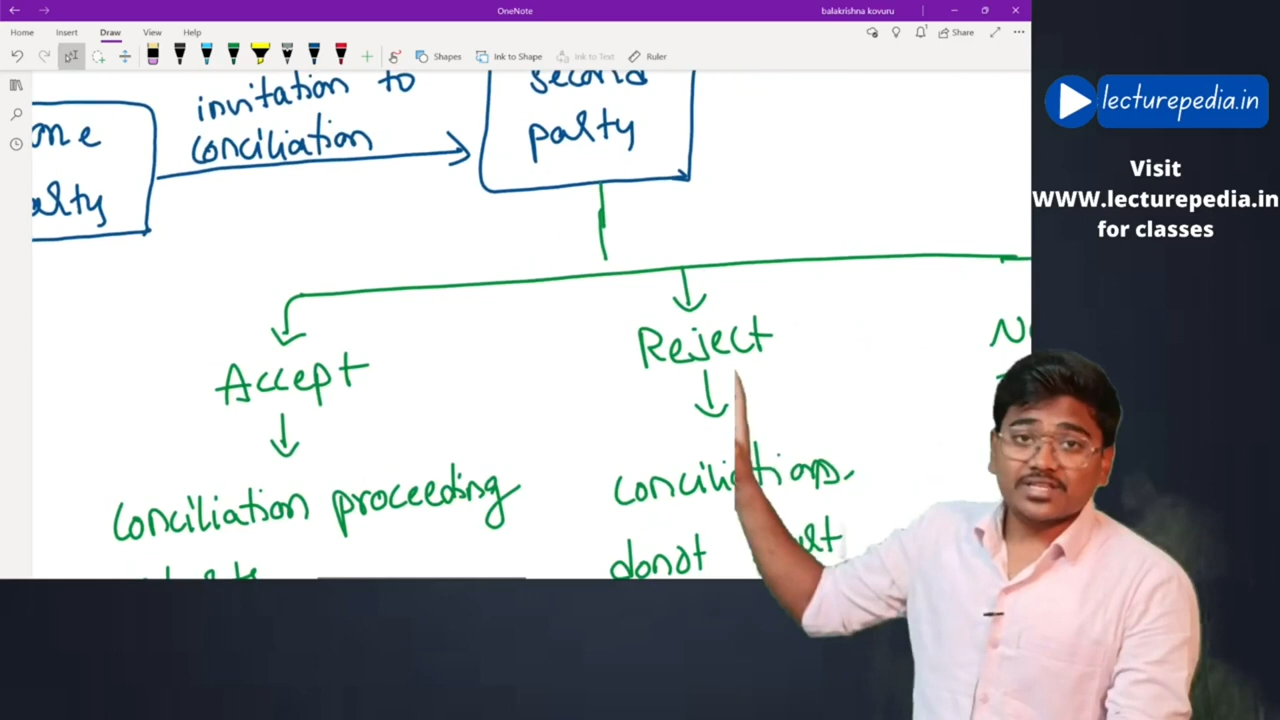 OneNote
balakrishna kovuru
Home Insert Draw View Help
Shapes Ink to Shape Ink to Text Ruler Share
invitation to
conciliation
second
party
lecturepedia.in
Visit
WWW.lecturepedia.in
for classes
Accept
Reject
conciliation proceeding
conciliations
donot